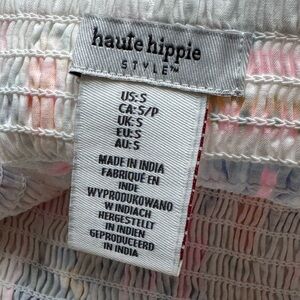 haute hippie
STYLE™
US:S
CA:S/P
UK:S
EU:S
AU:S
MADE IN INDIA
FABRIQUÉ EN
INDE
WYPRODUKOWANO
W INDIACH
HERGESTELLET
IN INDIEN
GEPRODUCEERD
IN INDIA